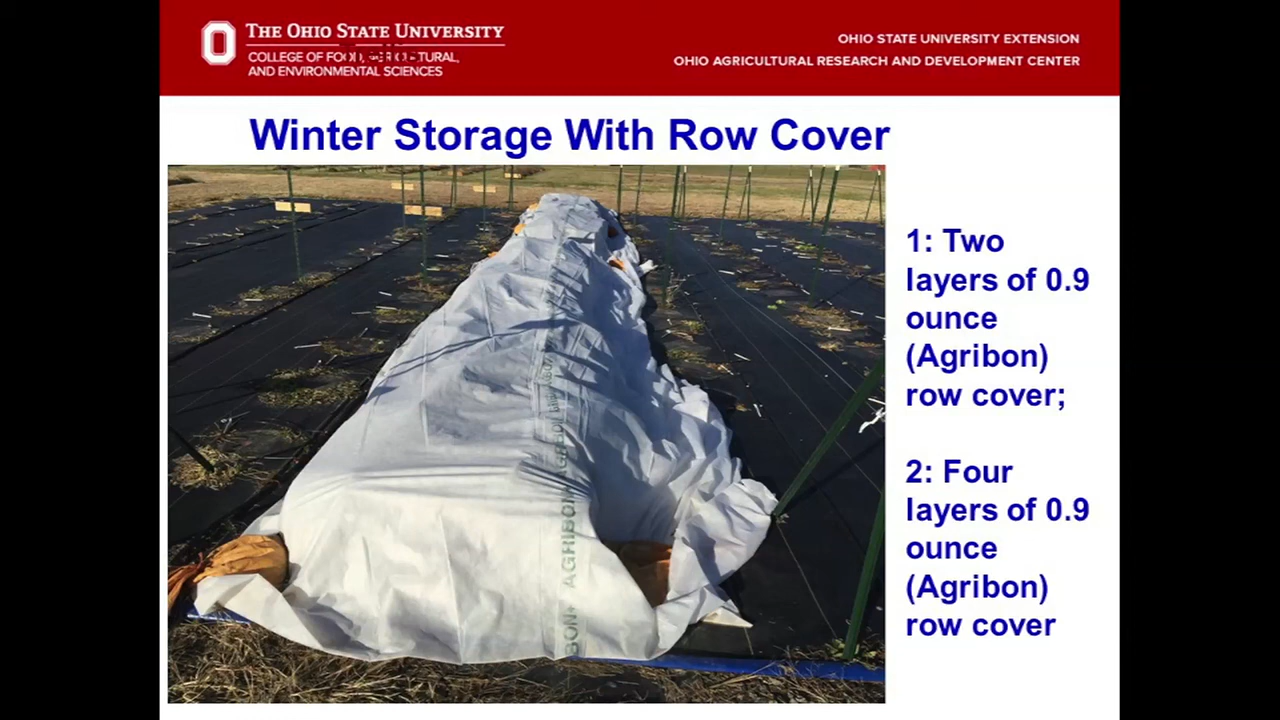 THE OHIO STATE UNIVERSITY
COLLEGE OF FOOD, AGRICULTURAL,
AND ENVIRONMENTAL SCIENCES
OHIO STATE UNIVERSITY EXTENSION
OHIO AGRICULTURAL RESEARCH AND DEVELOPMENT CENTER
Winter Storage With Row Cover
1: Two
layers of 0.9
ounce
(Agribon)
row cover;
2: Four
layers of 0.9
ounce
(Agribon)
row cover
BON+ AGRIBON+